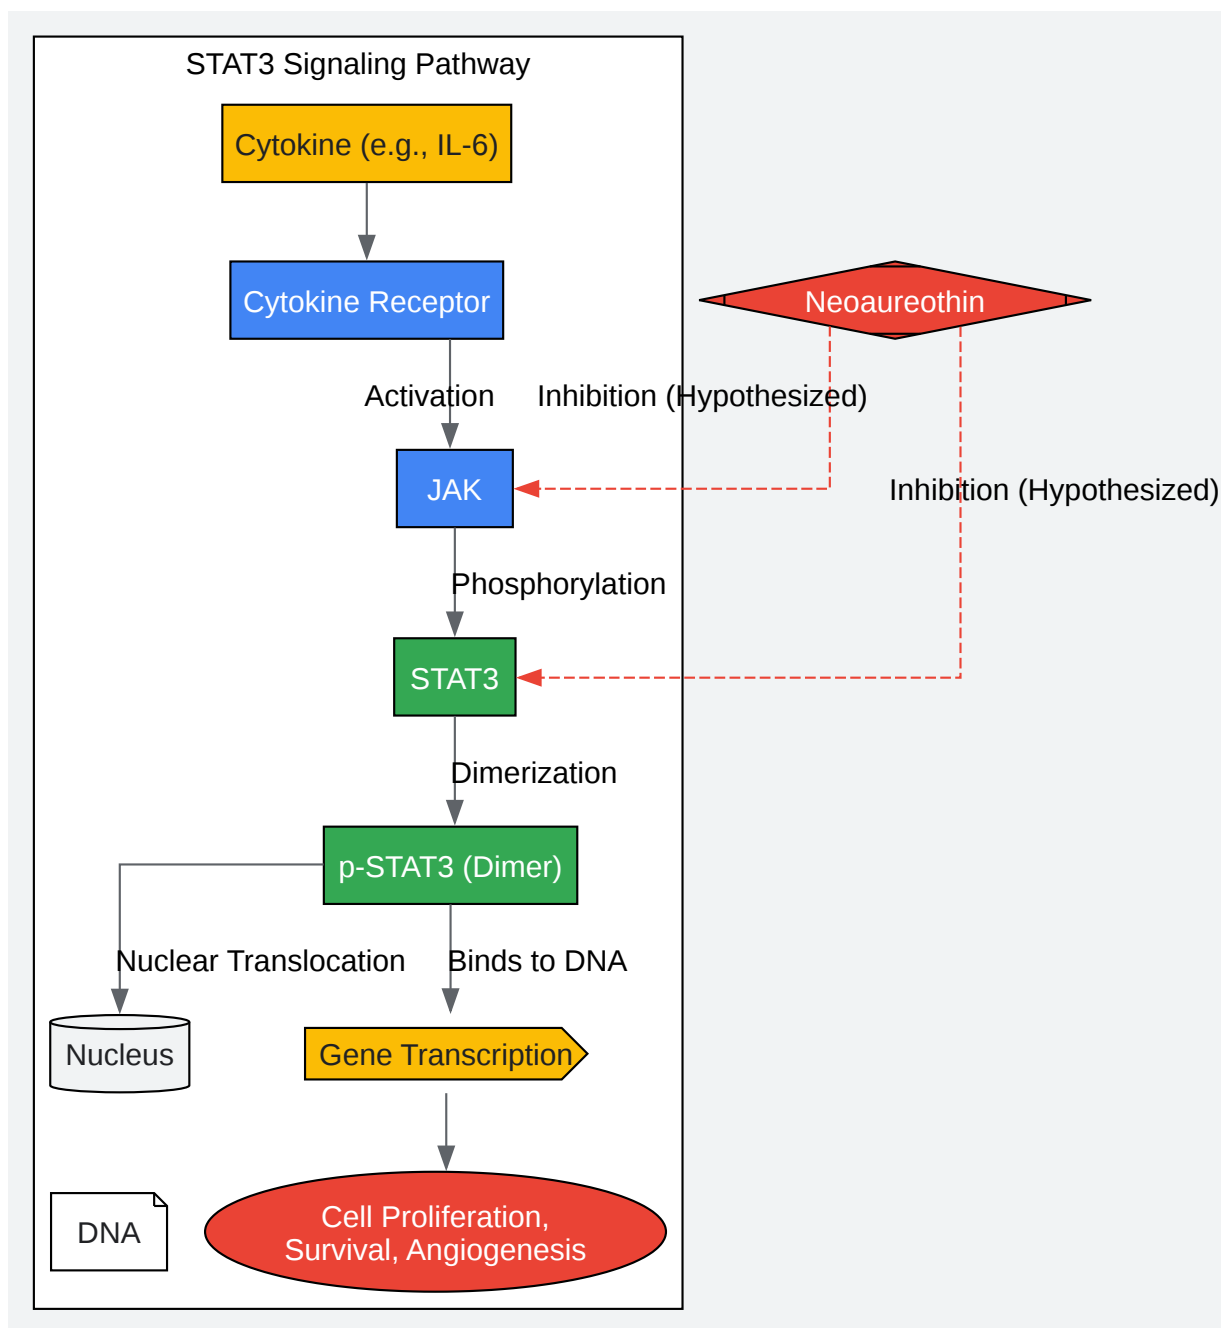 STAT3 Signaling Pathway
Cytokine (e.g., IL-6)
Cytokine Receptor
Neoaureothin
Activation
Inhibition (Hypothesized)
JAK
Inhibition (Hypothesized)
Phosphorylation
STAT3
Dimerization
p-STAT3 (Dimer)
Nuclear Translocation
Binds to DNA
Nucleus
Gene Transcription
DNA
Cell Proliferation,
Survival, Angiogenesis